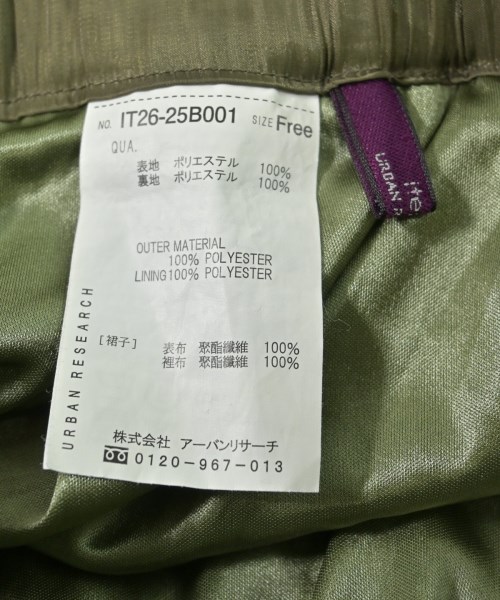 NO. IT26-25B001 SIZE Free
QUA.
表地 ポリエステル 100%
裏地 ポリエステル 100%
OUTER MATERIAL
100% POLYESTER
LINING100% POLYESTER
[裙子] 表布 聚酯纖維 100%
裡布 聚酯纖維 100%
株式会社 アーバンリサーチ
0120-967-013
URBAN RESEARCH
ite
URBAN R